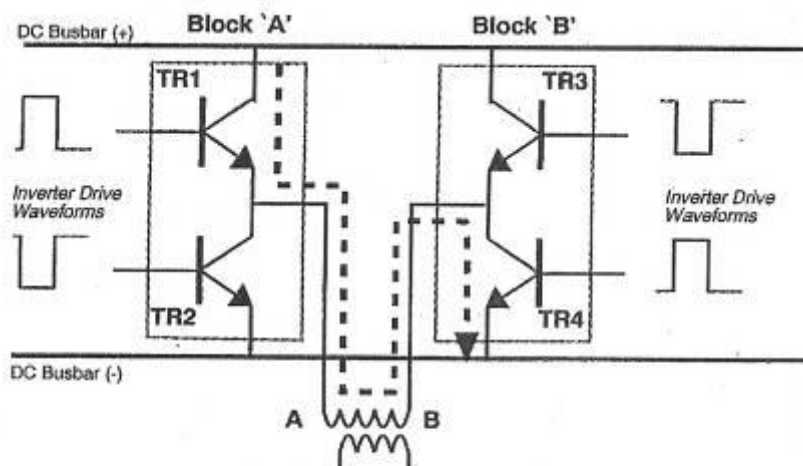 Block `A'
Block `B'
DC Busbar (+)
TR1
TR3
Inverter Drive
Waveforms
Inverter Drive
Waveforms
TR2
TR4
DC Busbar (-)
A
B